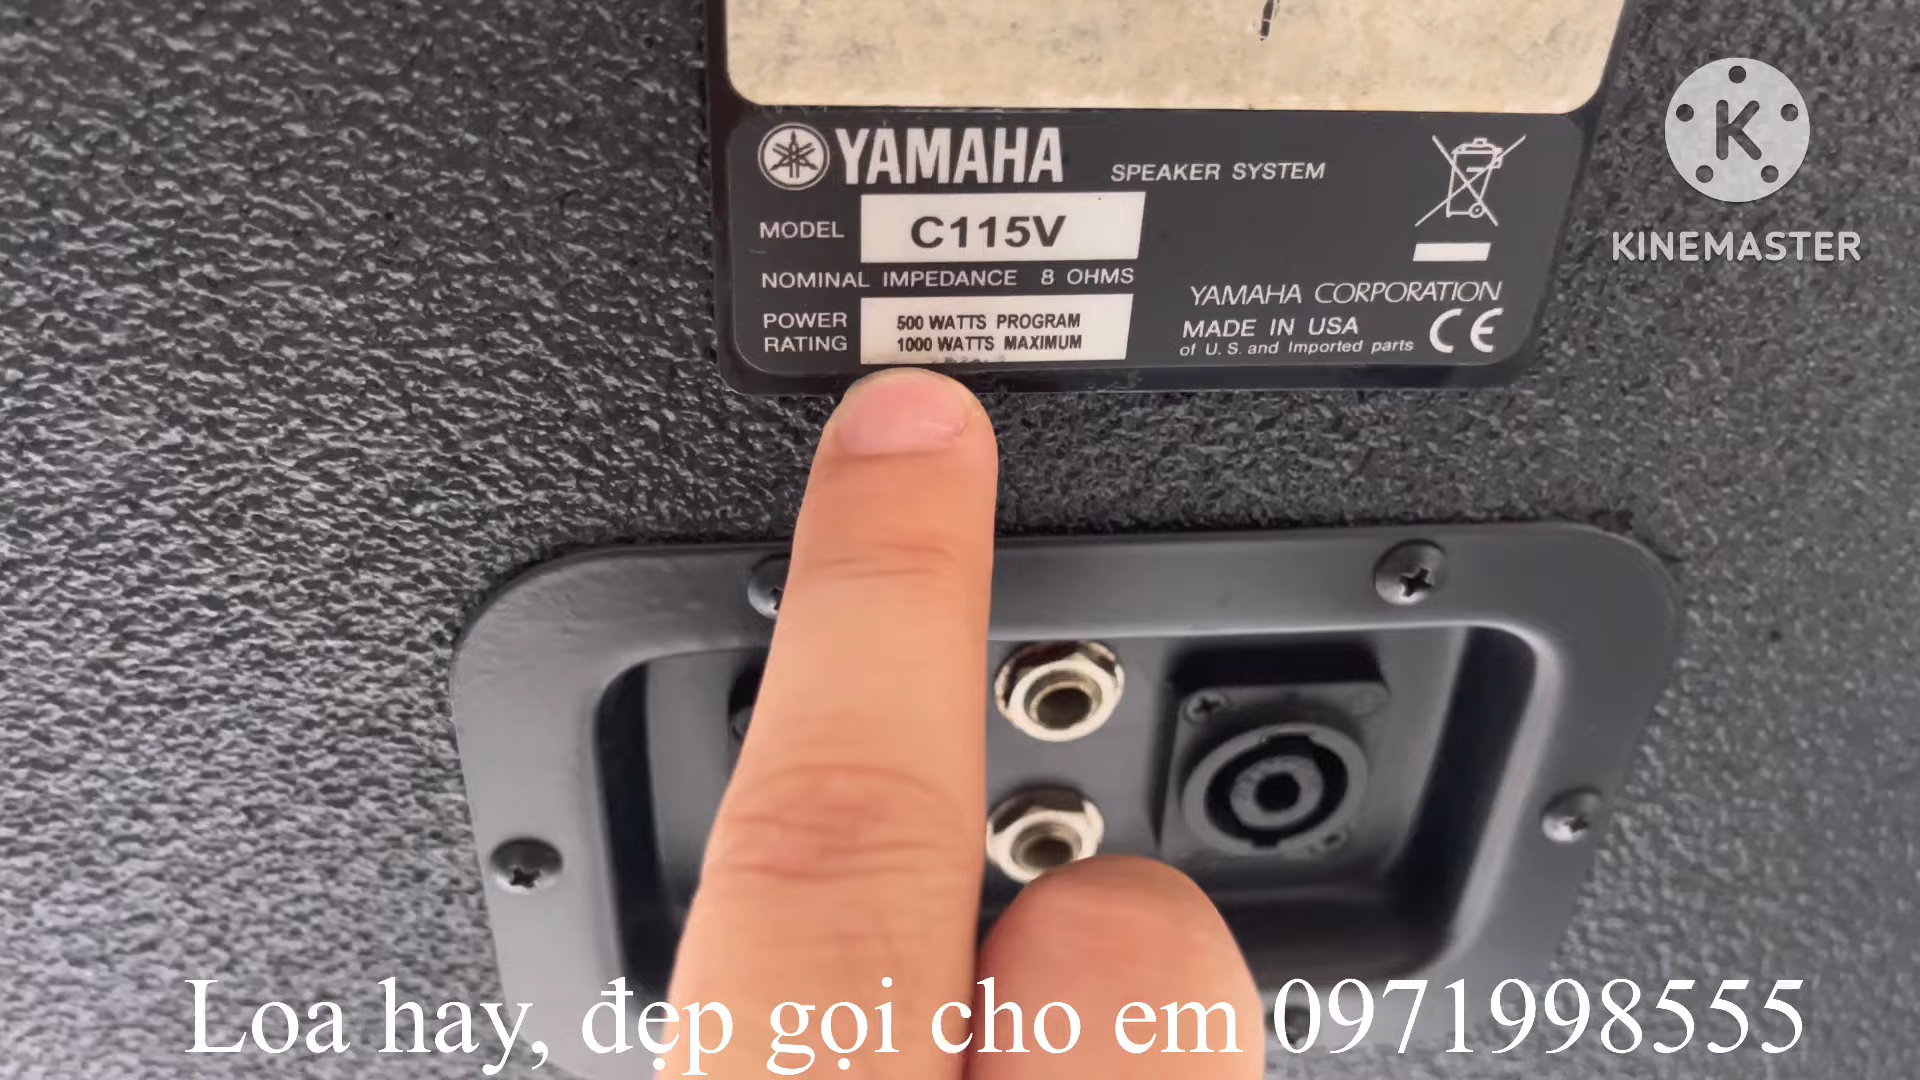 YAMAHA SPEAKER SYSTEM
MODEL C115V
NOMINAL IMPEDANCE 8 OHMS
POWER RATING 500 WATTS PROGRAM
1000 WATTS MAXIMUM
YAMAHA CORPORATION
MADE IN USA
of U.S. and Imported parts
CE
K
KINEMASTER
Loa hay, đẹp gọi cho em 0971998555